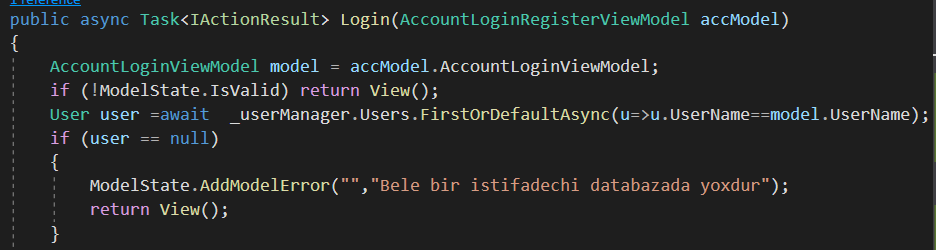 1 reference
public async Task<IActionResult> Login(AccountLoginRegisterViewModel accModel)
{
AccountLoginViewModel model = accModel.AccountLoginViewModel;
if (!ModelState.IsValid) return View();
User user =await  _userManager.Users.FirstOrDefaultAsync(u=>u.UserName==model.UserName);
if (user == null)
{
ModelState.AddModelError("","Bele bir istifadechi databazada yoxdur");
return View();
}